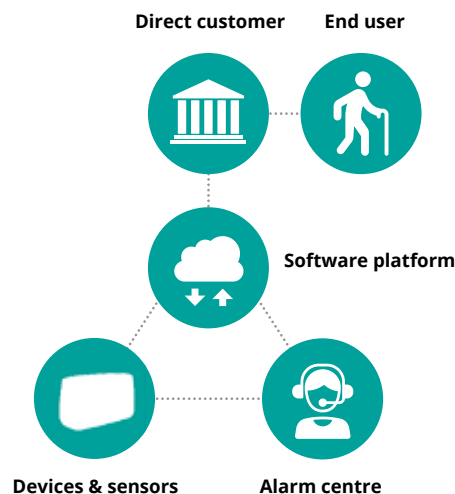 Direct customer
End user
Software platform
Devices & sensors
Alarm centre